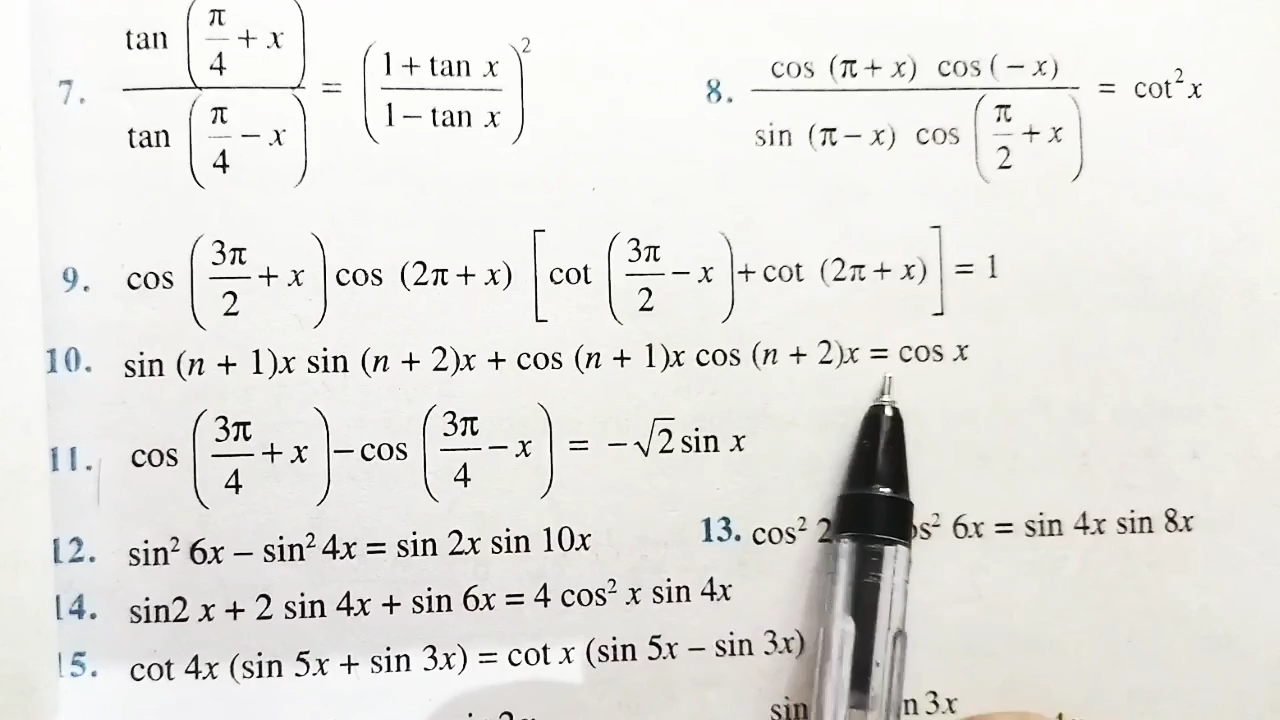 7. tan (π/4 + x) / tan (π/4 − x) = ((1 + tan x)/(1 − tan x))²
8. cos (π + x) cos (− x) / sin (π − x) cos (π/2 + x) = cot² x
9. cos (3π/2 + x) cos (2π + x) [cot (3π/2 − x) + cot (2π + x)] = 1
10. sin (n + 1)x sin (n + 2)x + cos (n + 1)x cos (n + 2)x = cos x
11. cos (3π/4 + x) − cos (3π/4 − x) = −√2 sin x
12. sin² 6x – sin² 4x = sin 2x sin 10x
13. cos² 2 s² 6x = sin 4x sin 8x
14. sin2 x + 2 sin 4x + sin 6x = 4 cos² x sin 4x
15. cot 4x (sin 5x + sin 3x) = cot x (sin 5x – sin 3x)
sin n 3x